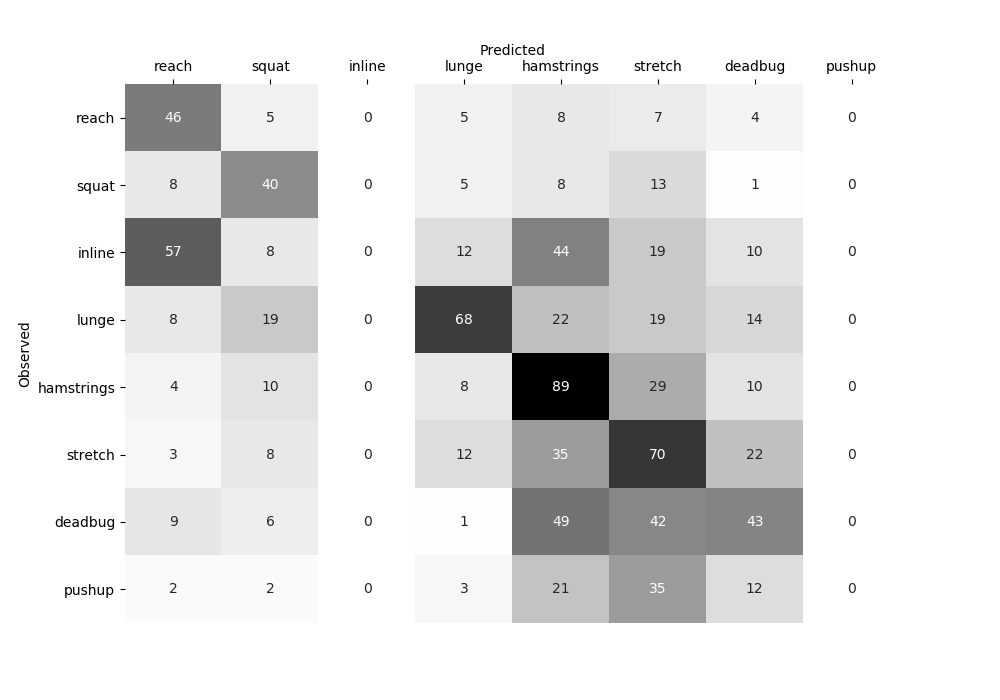 Predicted
reach squat inline lunge hamstrings stretch deadbug pushup
reach 46 5 0 5 8 7 4 0
squat 8 40 0 5 8 13 1 0
inline 57 8 0 12 44 19 10 0
lunge 8 19 0 68 22 19 14 0
Observed
hamstrings 4 10 0 8 89 29 10 0
stretch 3 8 0 12 35 70 22 0
deadbug 9 6 0 1 49 42 43 0
pushup 2 2 0 3 21 35 12 0